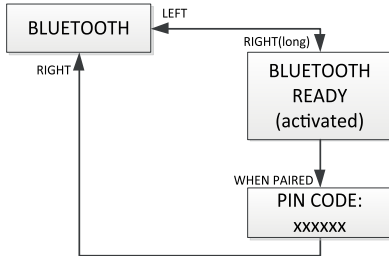 BLUETOOTH
LEFT
RIGHT(long)
RIGHT
BLUETOOTH
READY
(activated)
WHEN PAIRED
PIN CODE:
xxxxxx